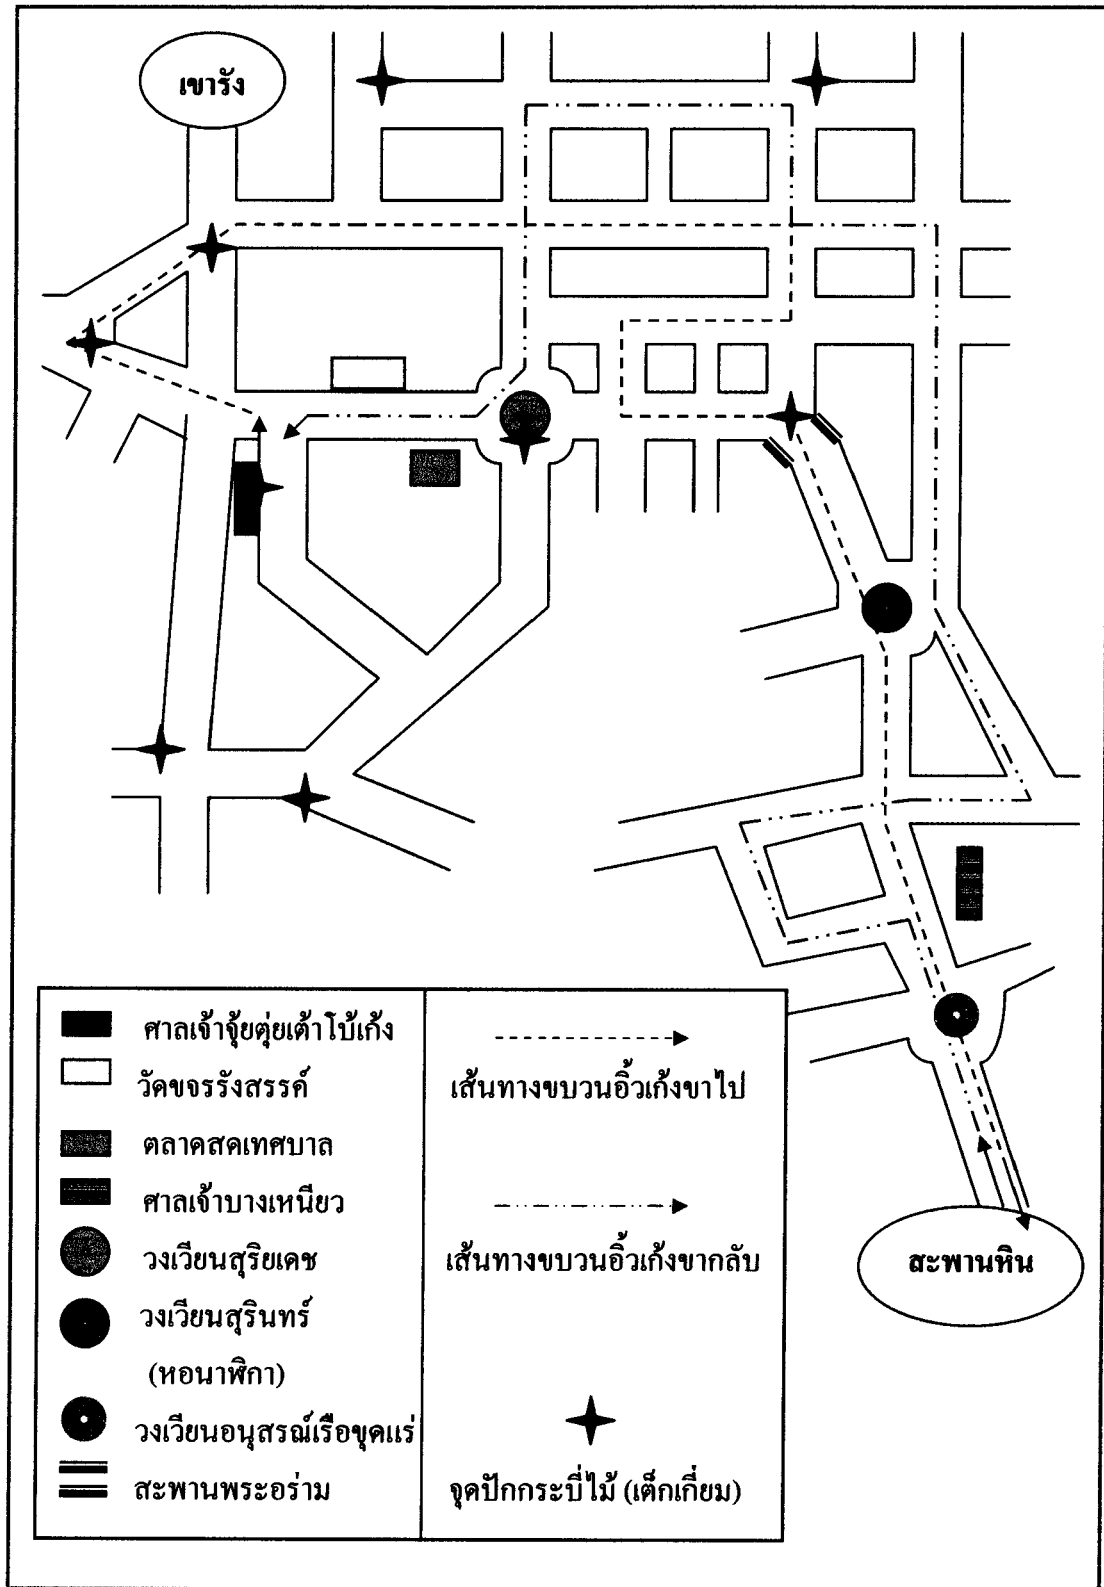 เขารัง
สะพานหิน
ศาลเจ้าจุ้ยตุ่ยเต้าโบ้เก้ง
วัดขจรรังสรรค์
ตลาดสดเทศบาล
ศาลเจ้าบางเหนียว
วงเวียนสุริยเดช
วงเวียนสุรินทร์
(หอนาฬิกา)
วงเวียนอนุสรณ์เรือขุดแร่
สะพานพระอร่าม
เส้นทางขบวนอิ้วเก้งขาไป
เส้นทางขบวนอิ้วเก้งขากลับ
จุดปักกระบี่ไม้ (เต็กเกี่ยม)